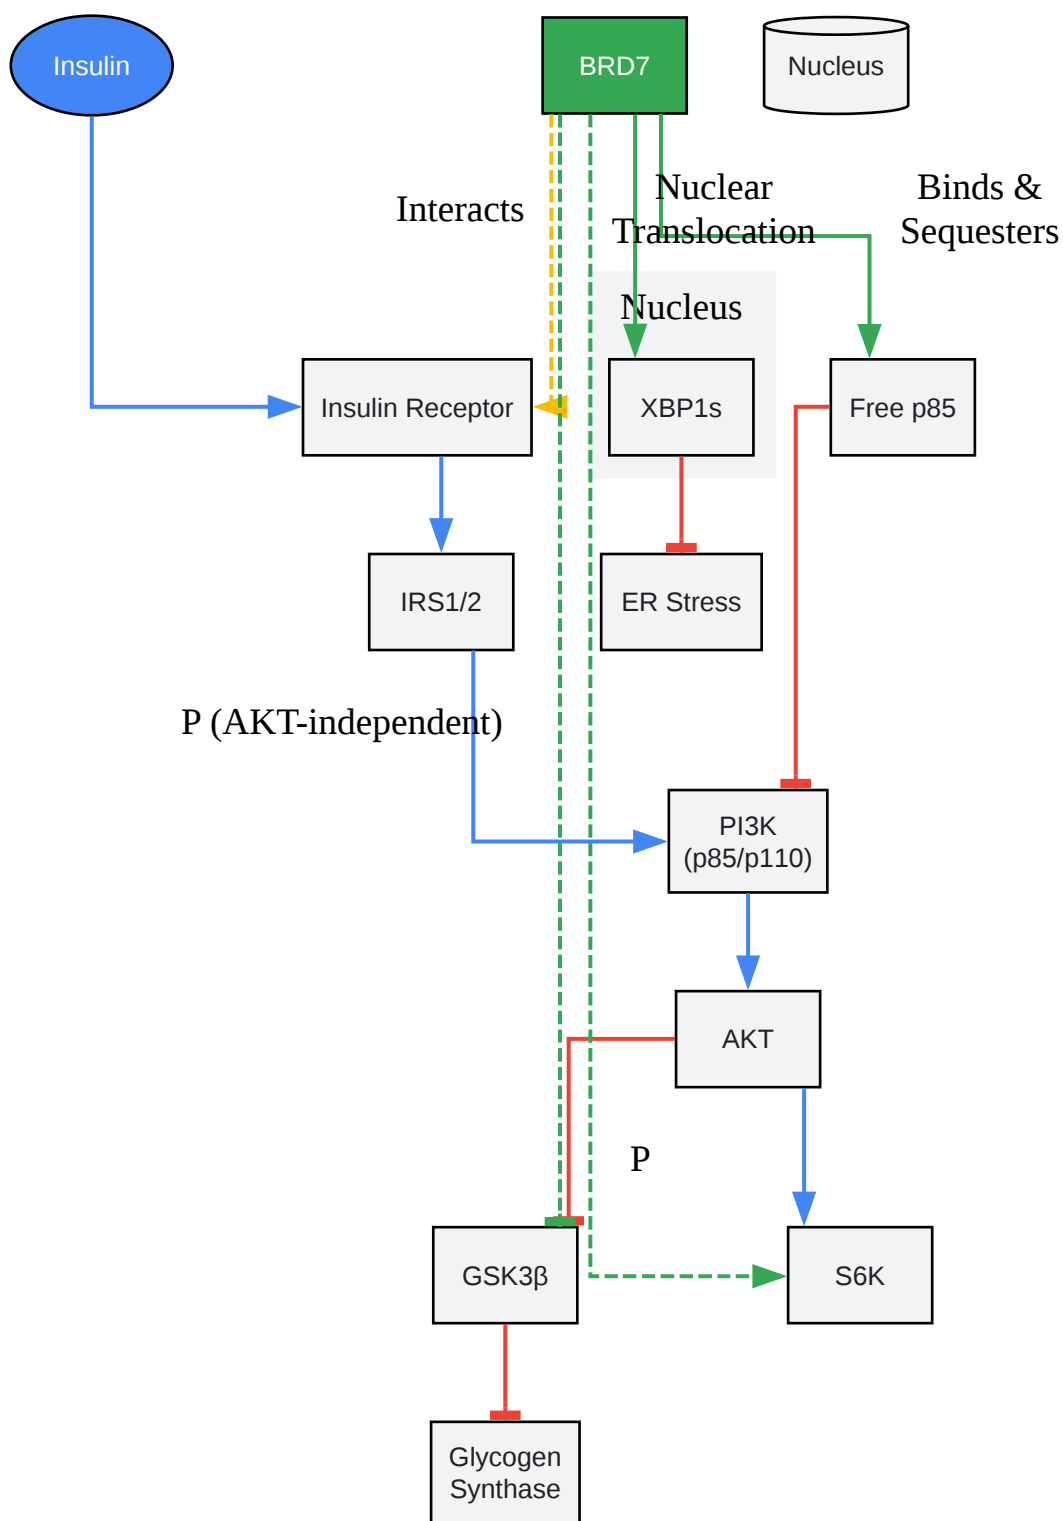 Insulin
BRD7
Nucleus
Interacts
Nuclear
Translocation
Binds &
Sequesters
Nucleus
Insulin Receptor
XBP1s
Free p85
IRS1/2
ER Stress
P (AKT-independent)
PI3K
(p85/p110)
AKT
P
GSK3β
S6K
Glycogen
Synthase